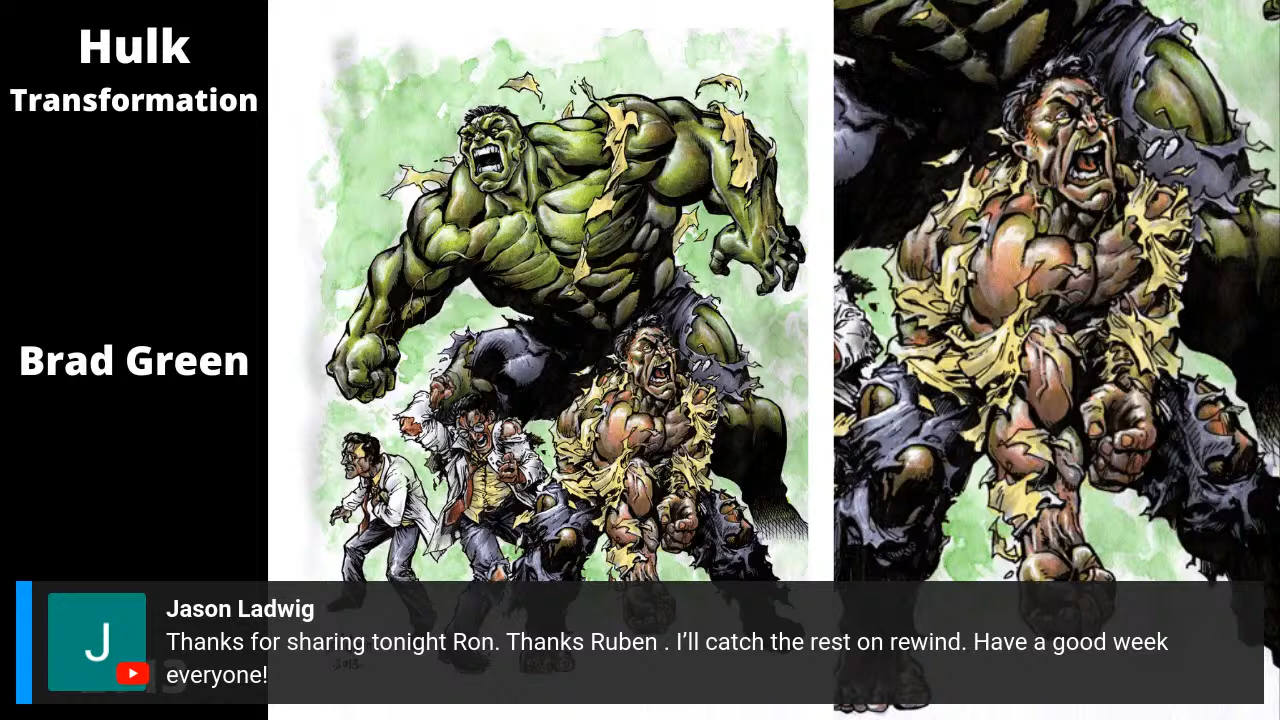 Hulk
Transformation
Brad Green
Jason Ladwig
J
Thanks for sharing tonight Ron. Thanks Ruben . I’ll catch the rest on rewind. Have a good week
everyone!
2013